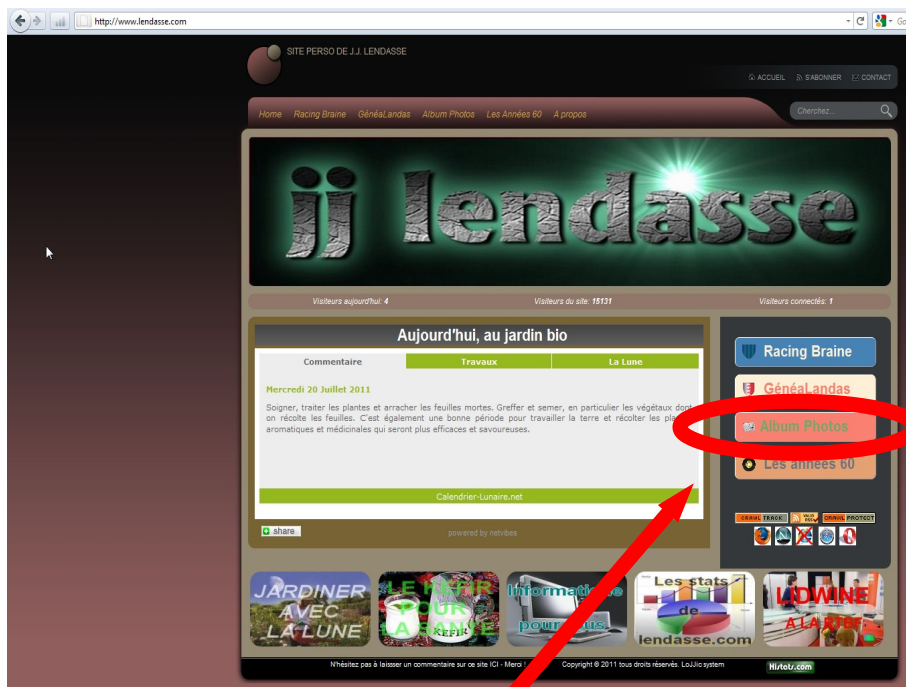 http://www.lendasse.com
SITE PERSO DE J.J. LENDASSE
ACCUEIL S'ABONNER CONTACT
Home Racing Braine GénéaLandas Album Photos Les Années 60 A propos
Cherchez...
jj lendasse
Visiteurs aujourd'hui: 4 Visiteurs du site: 15131 Visiteurs connectés: 1
Aujourd'hui, au jardin bio
Commentaire Travaux La Lune
Mercredi 20 Juillet 2011
Soigner, traiter les plantes et arracher les feuilles mortes. Greffer et semer, en particulier les végétaux dont
on récolte les feuilles. C'est également une bonne période pour travailler la terre et récolter les
aromatiques et médicinales qui seront plus efficaces et savoureuses.
Calendrier-Lunaire.net
share
powered by netvibes
Racing Braine
GénéaLandas
Album Photos
Les années 60
CRAWL TRACK VALID RSS CRAWL PROTECT
JARDINER
AVEC
LA LUNE
LE KEFIR
POUR
LA SANTE
KEFIR
Informatique
pour tous
Les stats
de
lendasse.com
LIDWINE
A LA RTBF
N'hésitez pas à laisser un commentaire sur ce site ICI - Merci ! Copyright © 2011 tous droits réservés. LoJJic system
Histats.com